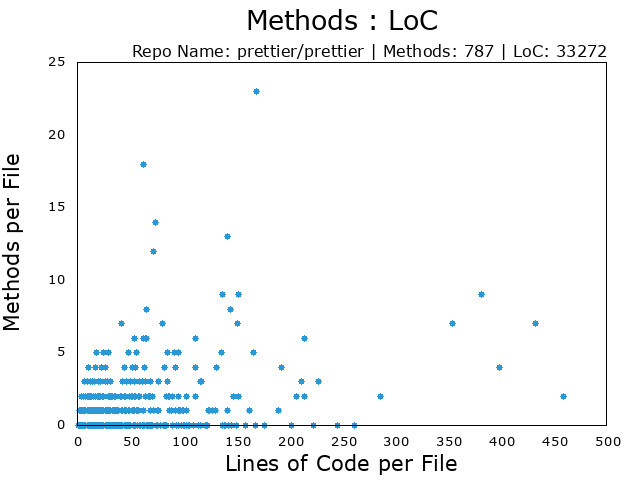 Methods : LoC
Repo Name: prettier/prettier | Methods: 787 | LoC: 33272
25
20
15
10
5
0
Methods per File
0 50 100 150 200 250 300 350 400 450 500
Lines of Code per File